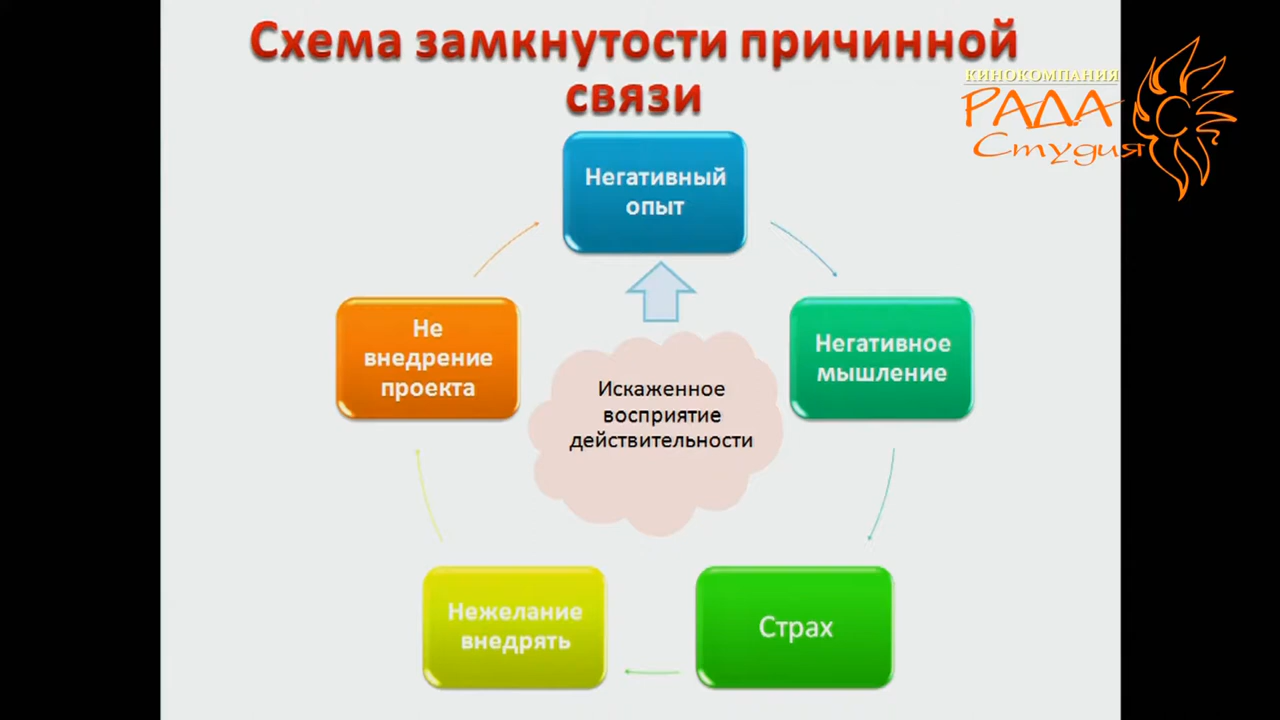 Схема замкнутости причинной
связи
КИНОКОМПАНИЯ
РАДА
Студия
Негативный
опыт
Негативное
мышление
Страх
Нежелание
внедрять
Не
внедрение
проекта
Искаженное
восприятие
действительности